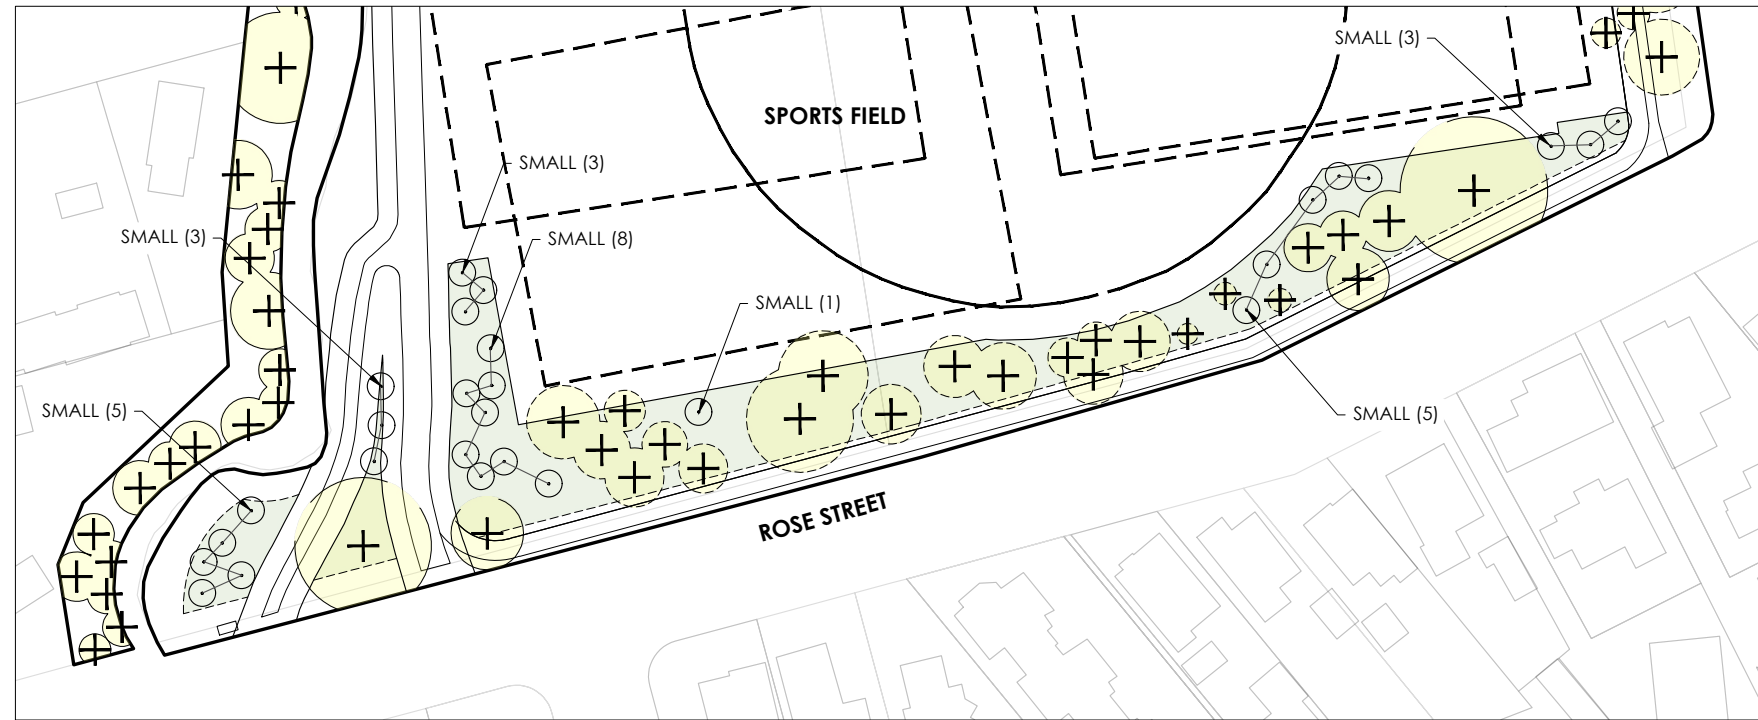 SMALL (3)
SPORTS FIELD
SMALL (3)
SMALL (3)
SMALL (8)
SMALL (1)
SMALL (5)
SMALL (5)
ROSE STREET